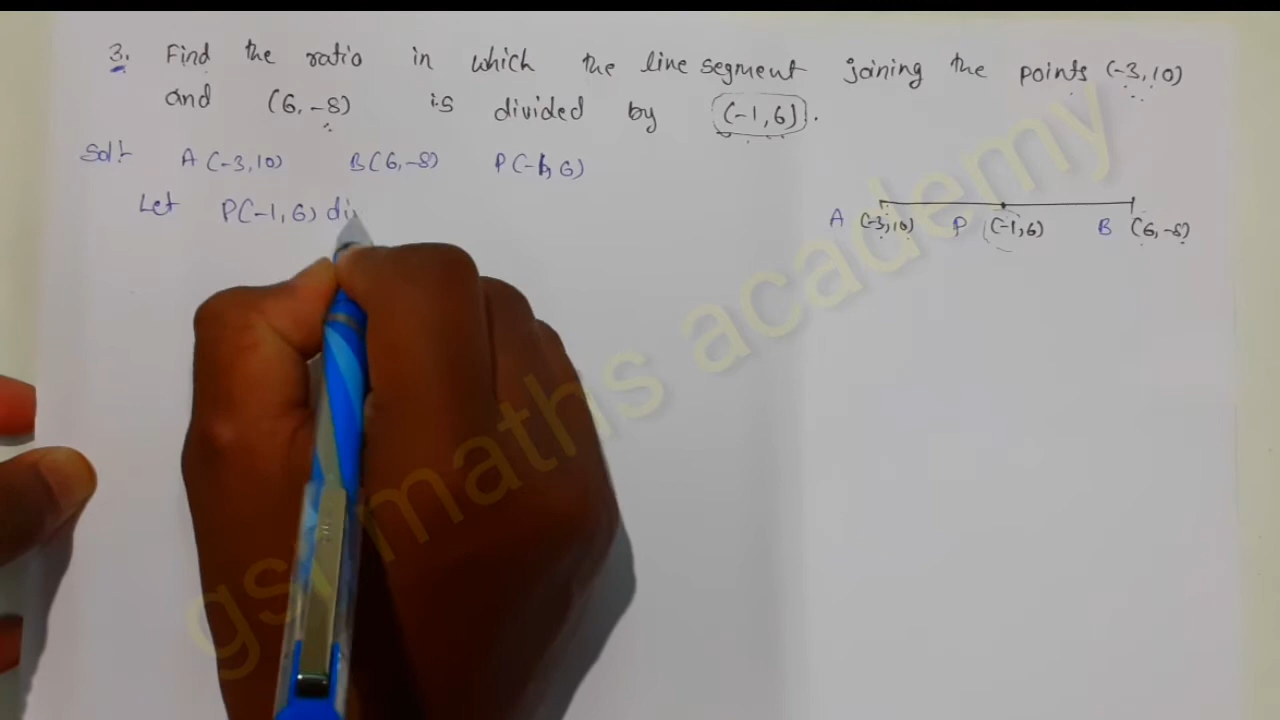 3. Find the ratio in which the line segment joining the points (-3,10)
and (6,-8) is divided by (-1,6).
Sol: A (-3,10) B(6,-8) P(-1,6)
Let P(-1,6) di
A (-3,10) P (-1,6) B (6,-8)
gsr maths academy